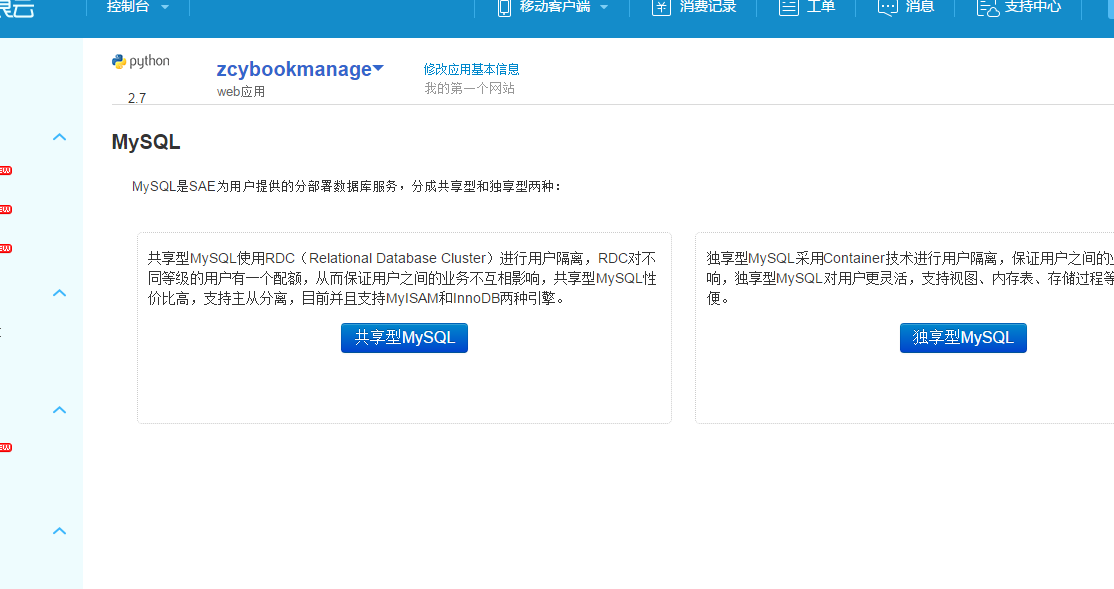 控制台
移动客户端
消费记录
工单
消息
支持中心
python
2.7
zcybookmanage
web应用
修改应用基本信息
我的第一个网站
MySQL
MySQL是SAE为用户提供的分部署数据库服务，分成共享型和独享型两种：
共享型MySQL使用RDC（Relational Database Cluster）进行用户隔离，RDC对不
同等级的用户有一个配额，从而保证用户之间的业务不互相影响，共享型MySQL性
价比高，支持主从分离，目前并且支持MyISAM和InnoDB两种引擎。
共享型MySQL
独享型MySQL采用Container技术进行用户隔离，保证用户之间的
响，独享型MySQL对用户更灵活，支持视图、内存表、存储过程等
便。
独享型MySQL